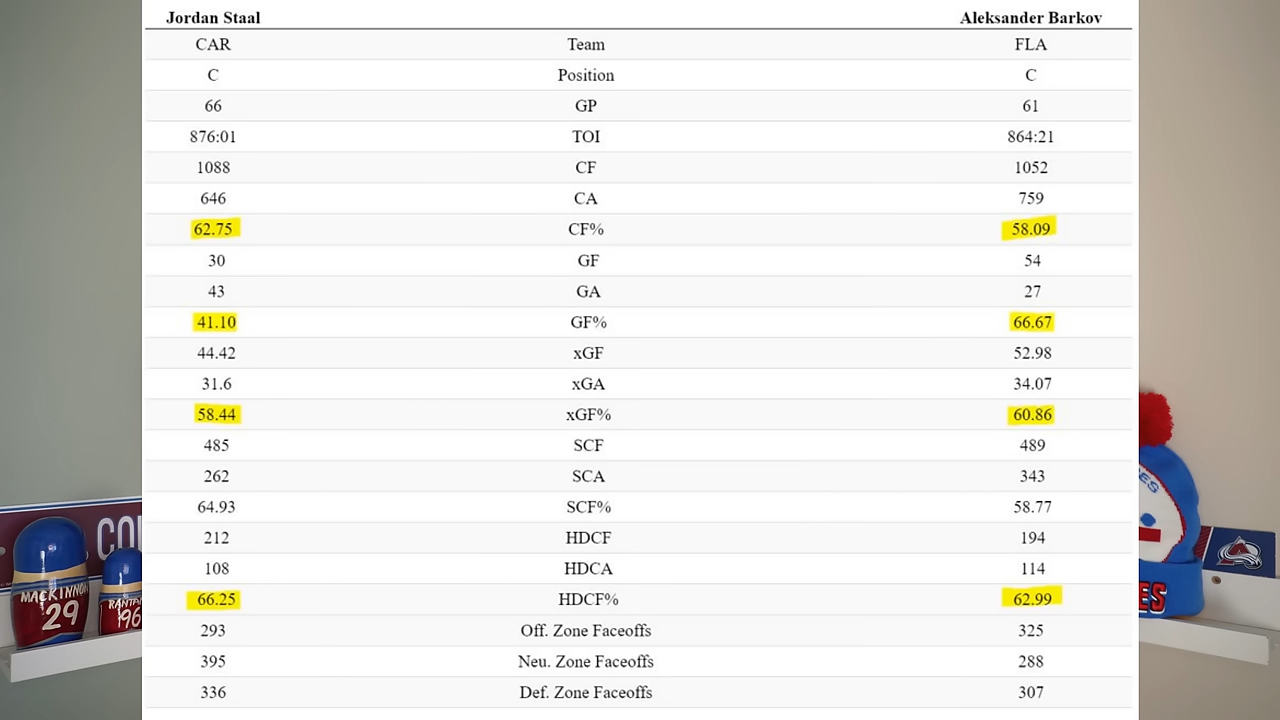 Jordan Staal Aleksander Barkov
CAR Team FLA
C Position C
66 GP 61
876:01 TOI 864:21
1088 CF 1052
646 CA 759
62.75 CF% 58.09
30 GF 54
43 GA 27
41.10 GF% 66.67
44.42 xGF 52.98
31.6 xGA 34.07
58.44 xGF% 60.86
485 SCF 489
262 SCA 343
64.93 SCF% 58.77
212 HDCF 194
108 HDCA 114
66.25 HDCF% 62.99
293 Off. Zone Faceoffs 325
395 Neu. Zone Faceoffs 288
336 Def. Zone Faceoffs 307
MACKINNON
29